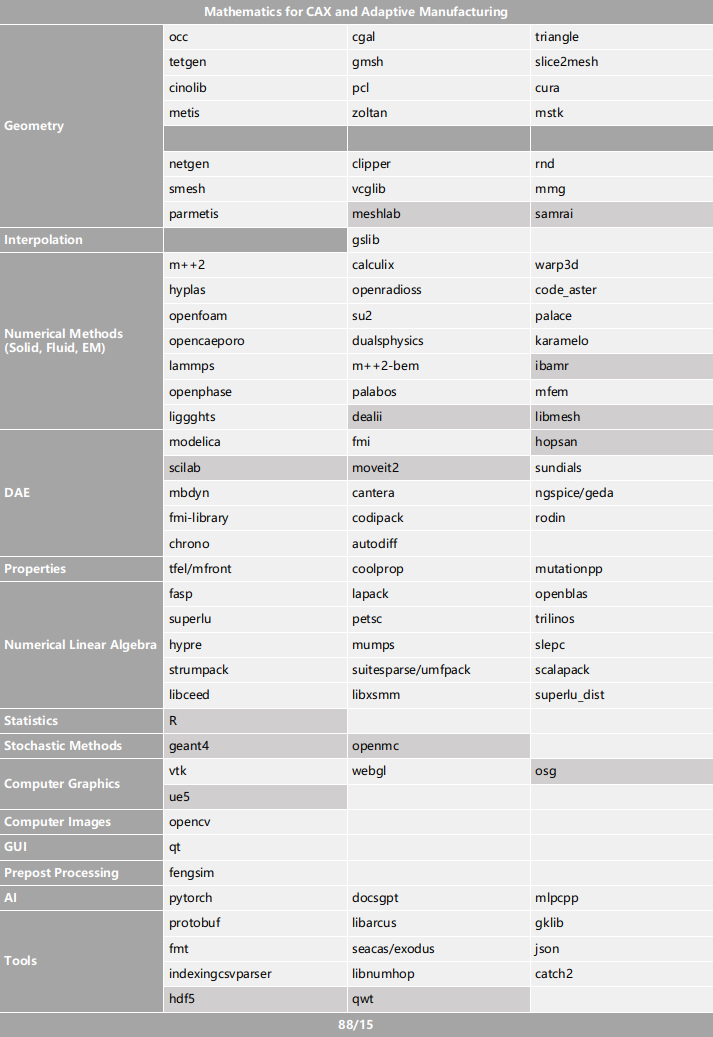 Mathematics for CAX and Adaptive Manufacturing
Geometry
occ cgal triangle
tetgen gmsh slice2mesh
cinolib pcl cura
metis zoltan mstk
netgen clipper rnd
smesh vcglib mmg
parmetis meshlab samrai
Interpolation gslib
Numerical Methods
(Solid, Fluid, EM)
m++2 calculix warp3d
hyplas openradioss code_aster
openfoam su2 palace
opencaeporo dualsphysics karamelo
lammps m++2-bem ibamr
openphase palabos mfem
liggghts dealii libmesh
DAE
modelica fmi hopsan
scilab moveit2 sundials
mbdyn cantera ngspice/geda
fmi-library codipack rodin
chrono autodiff
Properties tfel/mfront coolprop mutationpp
Numerical Linear Algebra
fasp lapack openblas
superlu petsc trilinos
hypre mumps slepc
strumpack suitesparse/umfpack scalapack
libceed libxsmm superlu_dist
Statistics R
Stochastic Methods geant4 openmc
Computer Graphics
vtk webgl osg
ue5
Computer Images opencv
GUI qt
Prepost Processing fengsim
AI pytorch docsgpt mlpcpp
Tools
protobuf libarcus gklib
fmt seacas/exodus json
indexingcsvparser libnumhop catch2
hdf5 qwt
88/15